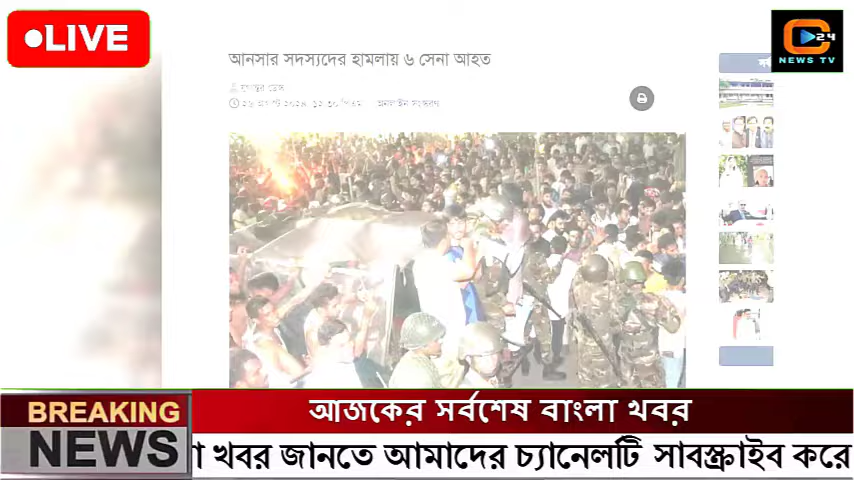 LIVE
C 24
NEWS TV
আনসার সদস্যদের হামলায় ৬ সেনা আহত
BREAKING
NEWS
আজকের সর্বশেষ বাংলা খবর
া খবর জানতে আমাদের চ্যানেলটি সাবস্ক্রাইব করে